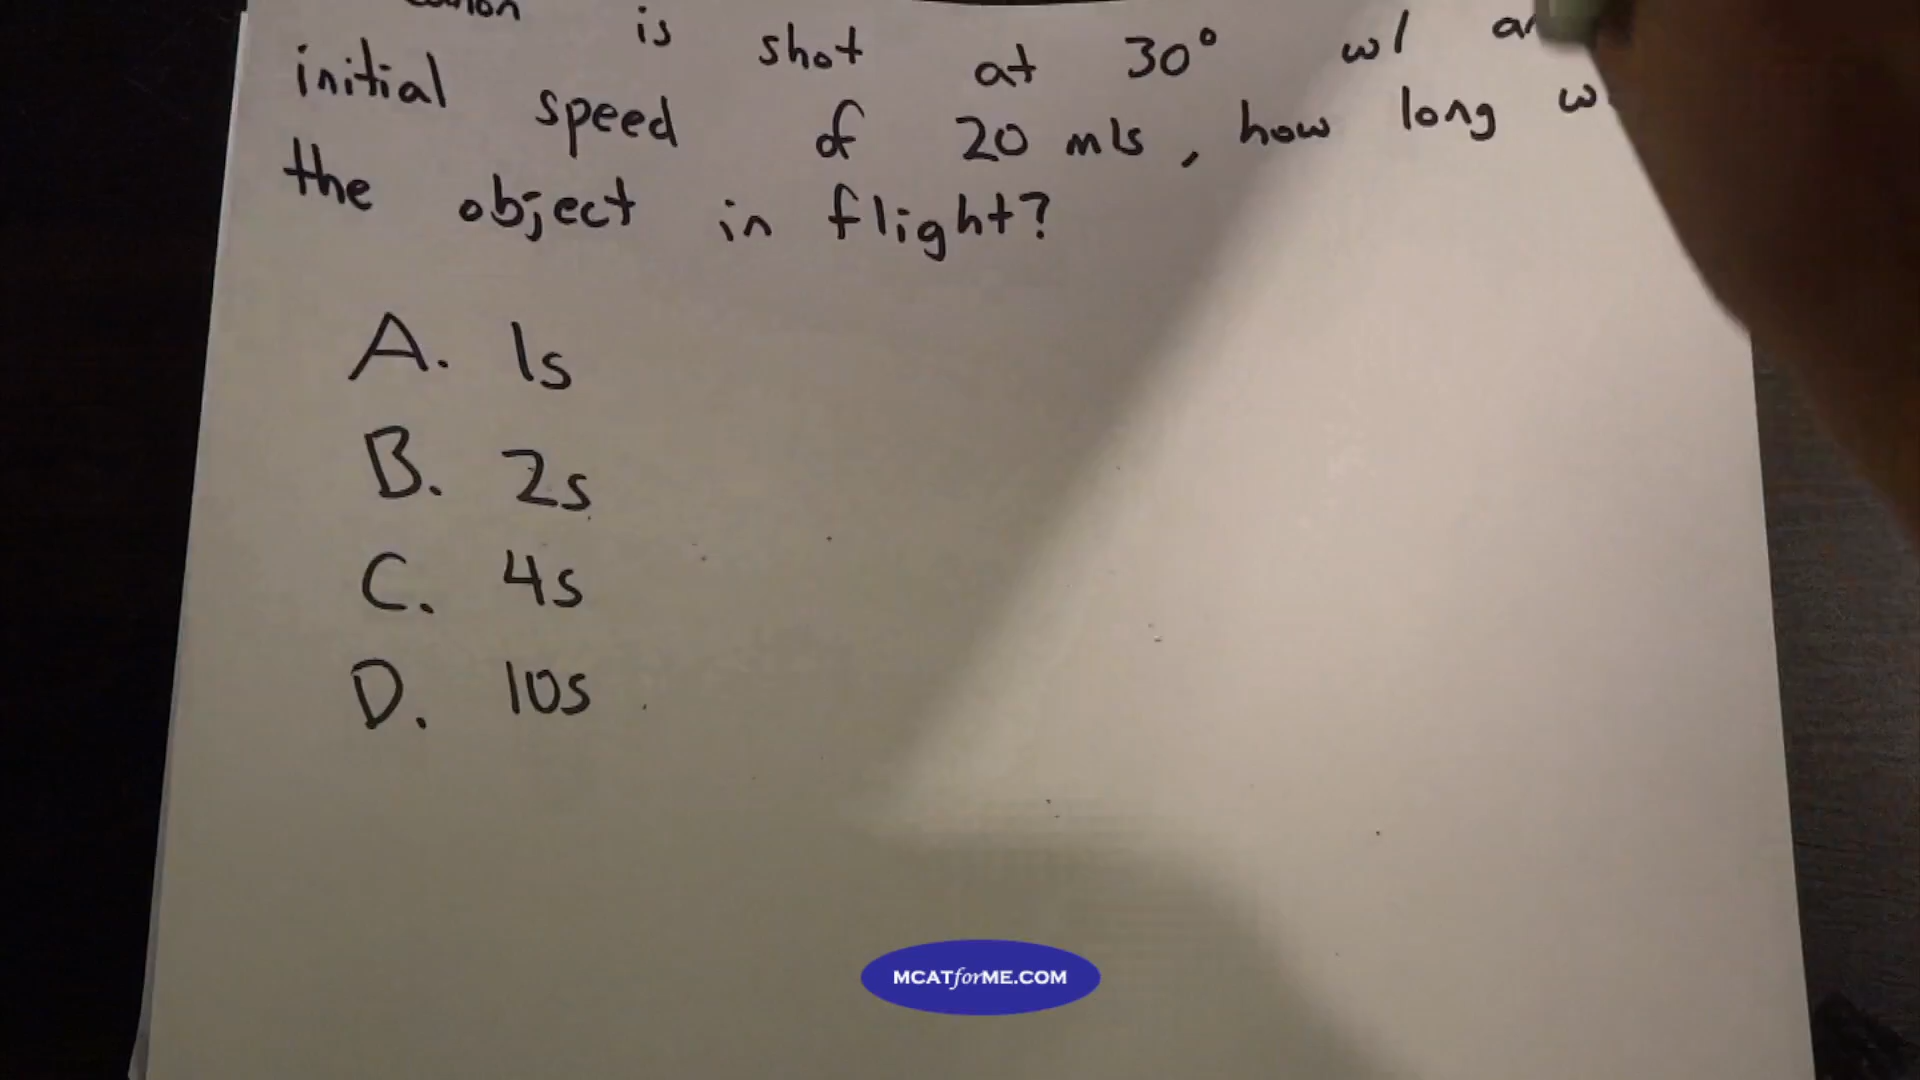 is shot at 30° w/
initial speed of 20 m/s, how long
the object in flight?
A. 1s
B. 2s
C. 4s
D. 10s
MCATforME.COM